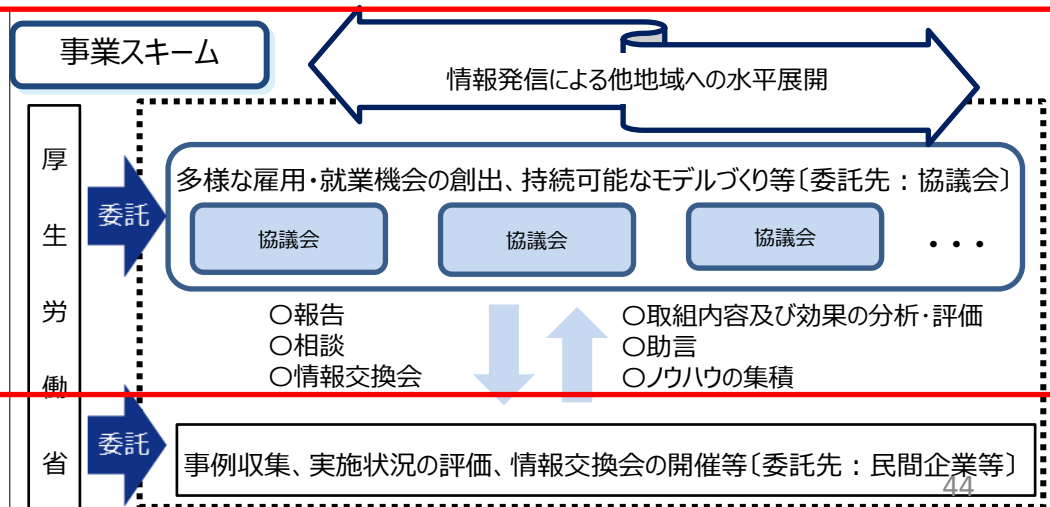 事業スキーム
情報発信による他地域への水平展開
厚生労働省
委託
多様な雇用・就業機会の創出、持続可能なモデルづくり等〔委託先：協議会〕
協議会
協議会
協議会
・・・
〇報告
〇相談
〇情報交換会
〇取組内容及び効果の分析・評価
〇助言
〇ノウハウの集積
委託
事例収集、実施状況の評価、情報交換会の開催等〔委託先：民間企業等〕
44